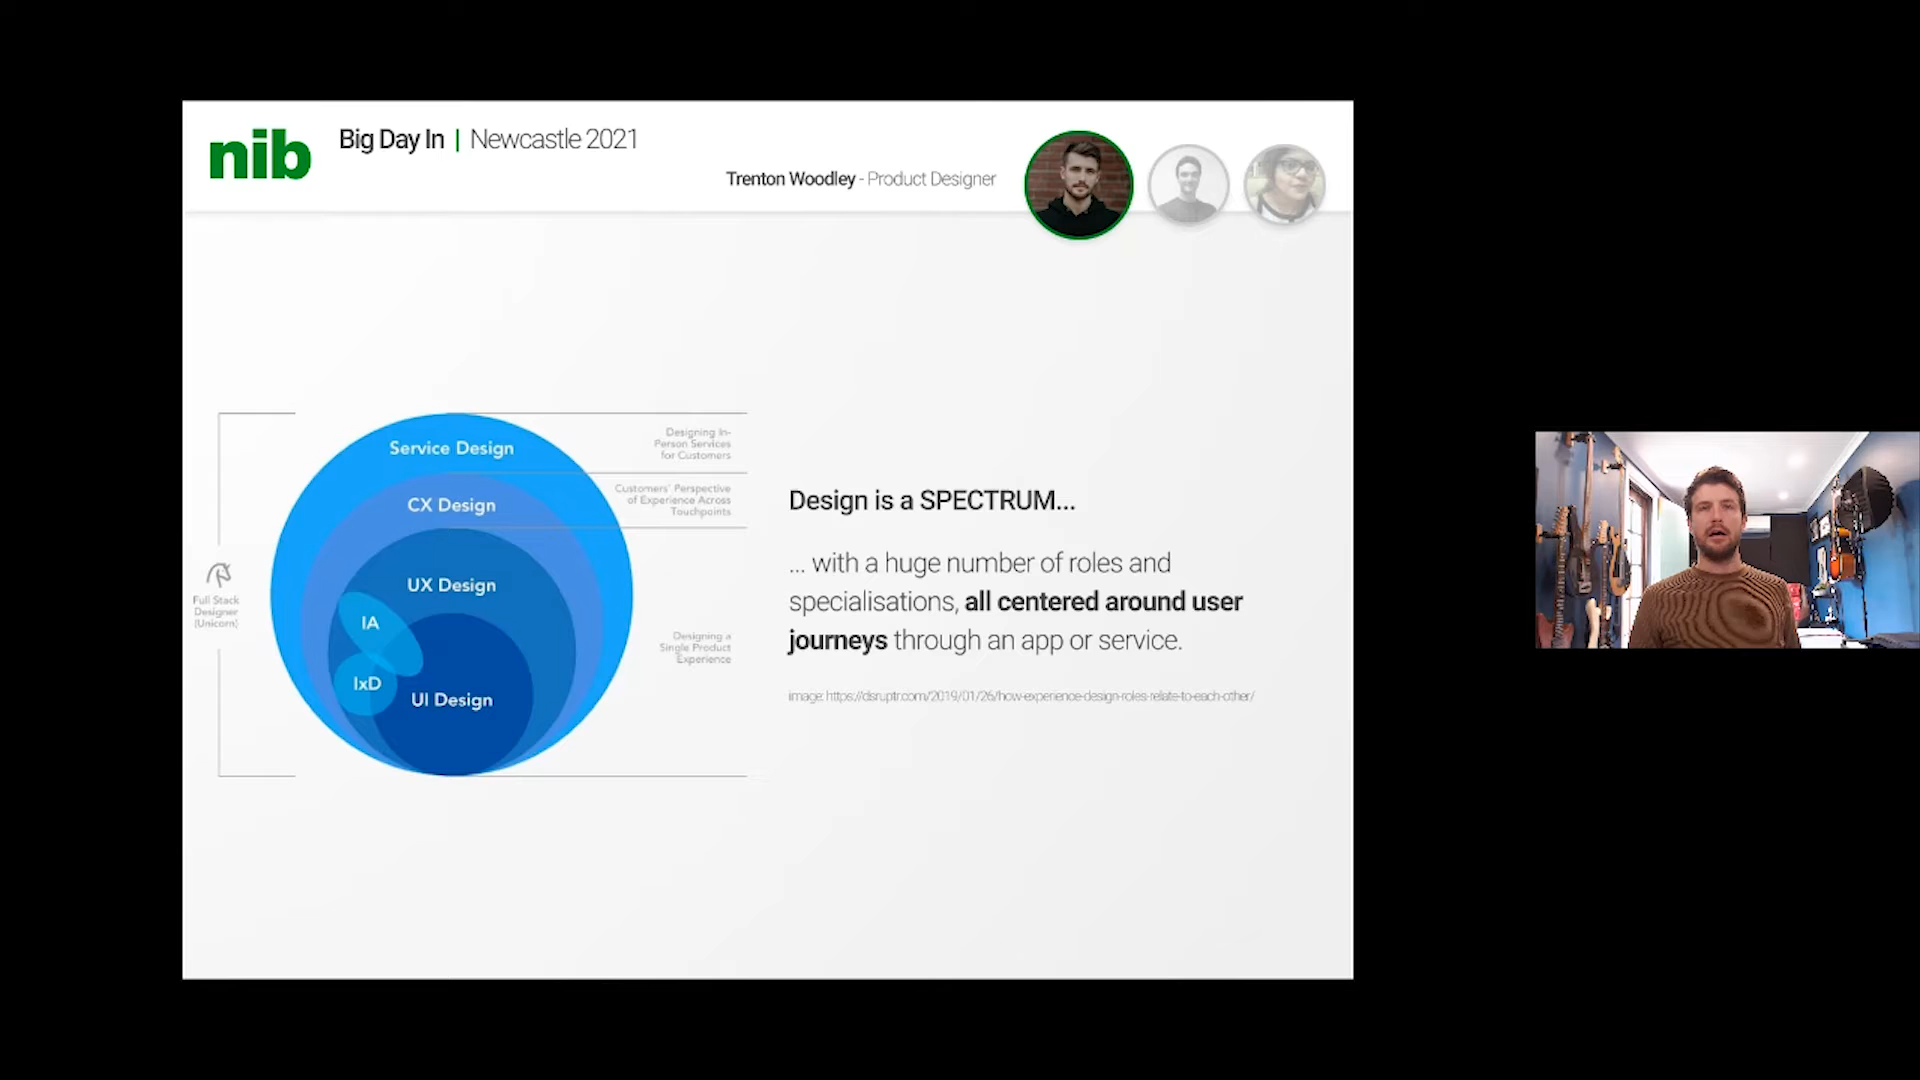 nib
Big Day In | Newcastle 2021
Trenton Woodley - Product Designer
Service Design
CX Design
UX Design
IA
IxD
UI Design
Full Stack
Designer
(Unicorn)
Designing In-
Person Services
for Customers
Customers' Perspective
of Experience Across
Touchpoints
Designing a
Single Product
Experience
Design is a SPECTRUM...
... with a huge number of roles and
specialisations, all centered around user
journeys through an app or service.
image: https://dsruptr.com/2019/01/26/how-experience-design-roles-relate-to-each-other/